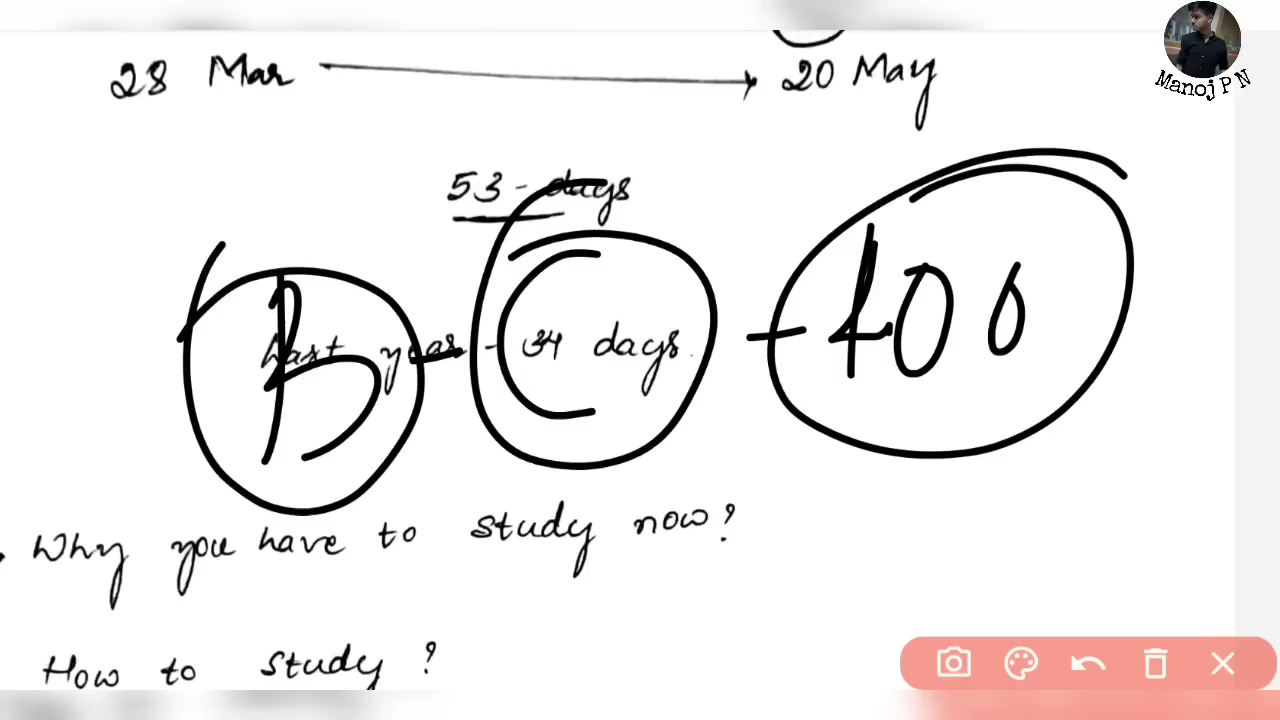 Manoj P N
28 Mar → 20 May
53 - days
B C - 100
Last year - 34 days.
Why you have to study now?
How to study ?